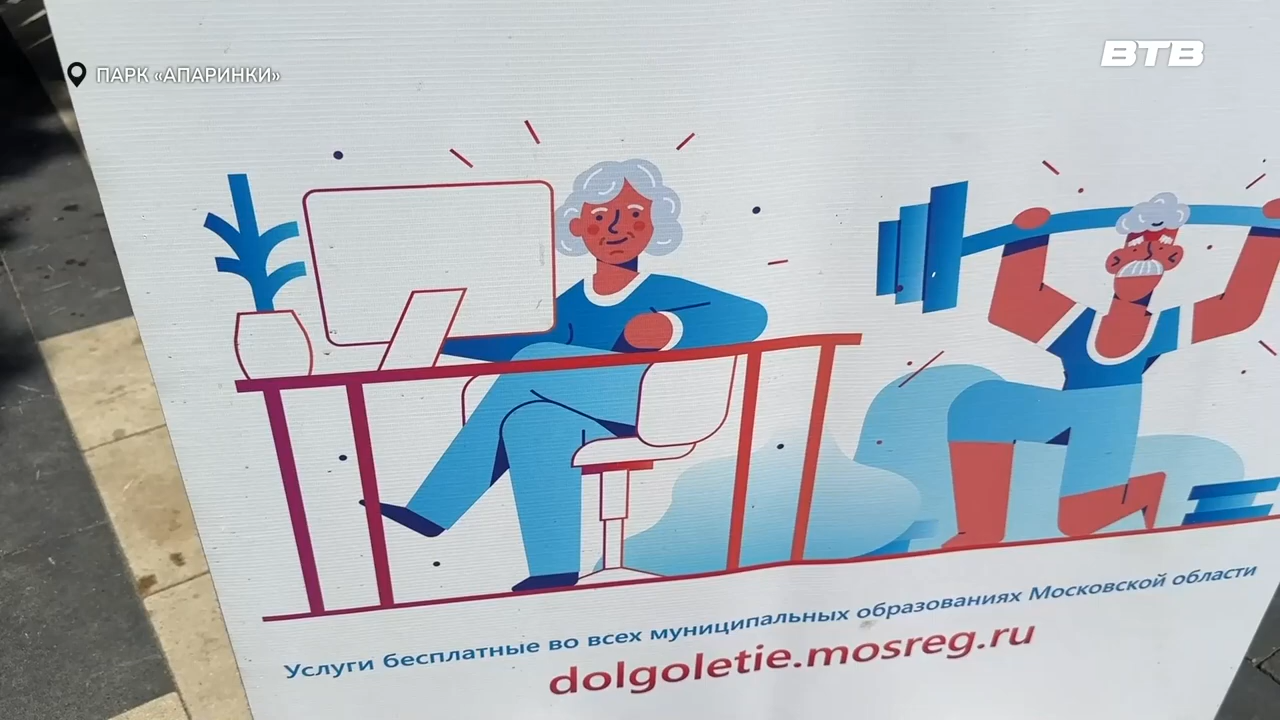 ПАРК «АПАРИНКИ»
ВТВ
Услуги бесплатные во всех муниципальных образованиях Московской области
dolgoletie.mosreg.ru